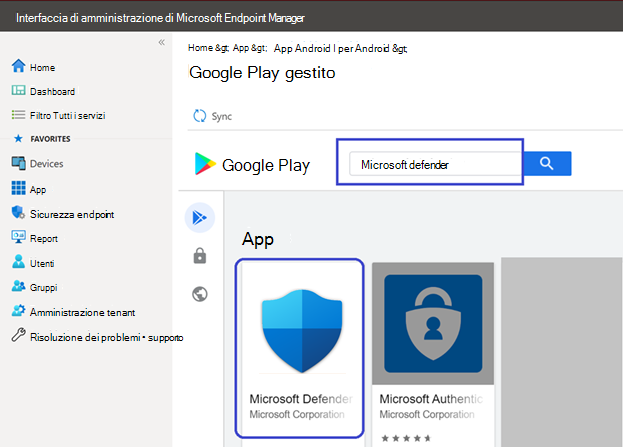 Interfaccia di amministrazione di Microsoft Endpoint Manager
«
Home &gt; App &gt; App Android I per Android &gt;
Google Play gestito
Home
Dashboard
Filtro Tutti i servizi
FAVORITES
Devices
App
Sicurezza endpoint
Report
Utenti
Gruppi
Amministrazione tenant
Risoluzione dei problemi • supporto
Sync
Google Play
Microsoft defender
App
Microsoft Defender
Microsoft Corporation
Microsoft Authentic
Microsoft Corporation